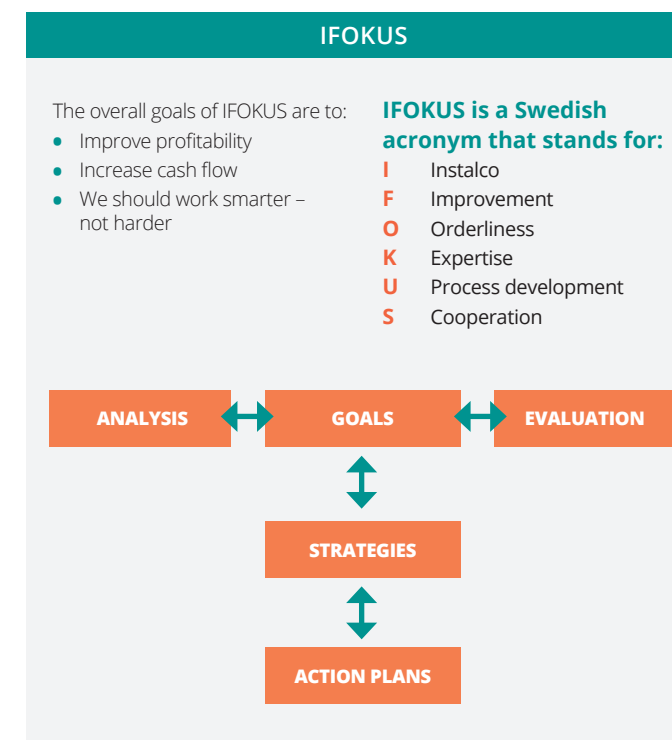 IFOKUS
The overall goals of IFOKUS are to:
• Improve profitability
• Increase cash flow
• We should work smarter –
not harder
IFOKUS is a Swedish
acronym that stands for:
I Instalco
F Improvement
O Orderliness
K Expertise
U Process development
S Cooperation
ANALYSIS GOALS EVALUATION
STRATEGIES
ACTION PLANS